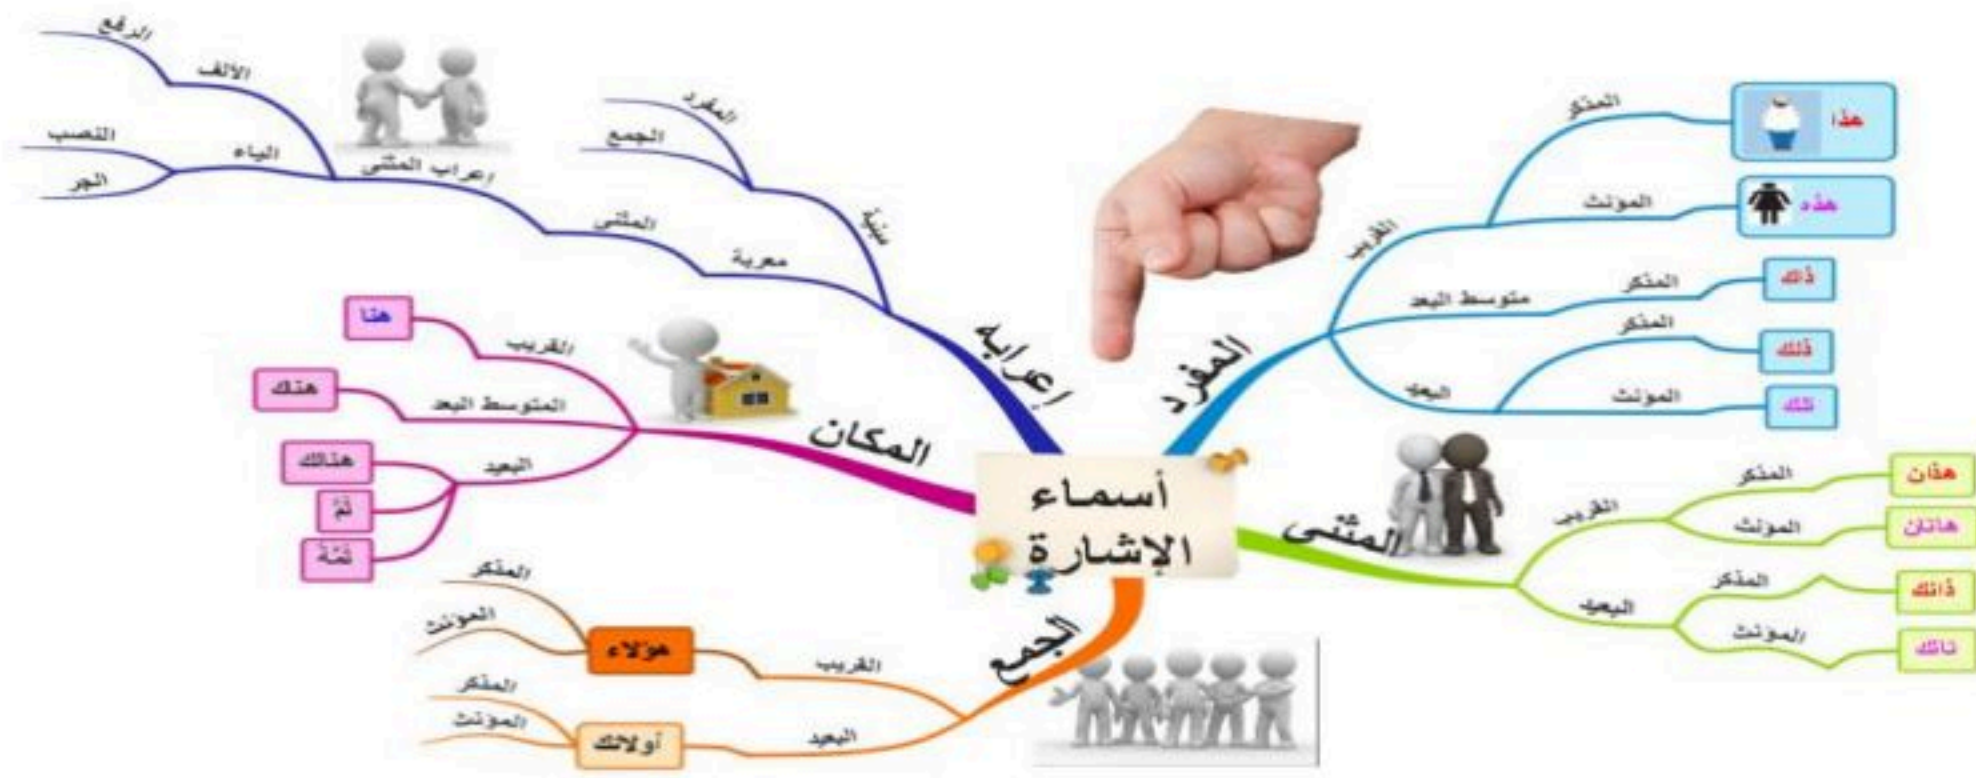 أسماء
الإشارة
المفرد
القريب
المذكر
هذا
المؤنث
هذه
متوسط البعد
المذكر
ذاك
البعيد
المذكر
ذلك
المؤنث
تلك
المثنى
القريب
المذكر
هذان
المؤنث
هاتان
البعيد
المذكر
ذانك
المؤنث
تانك
الجمع
القريب
هؤلاء
المذكر
المؤنث
البعيد
أولائك
المذكر
المؤنث
المكان
القريب
هنا
المتوسط البعد
هناك
البعيد
هنالك
ثَمَّ
ثَمَّةَ
إعرابه
مبنية
المفرد
الجمع
معربة
المثنى
إعراب المثنى
الألف
الرفع
الياء
النصب
الجر